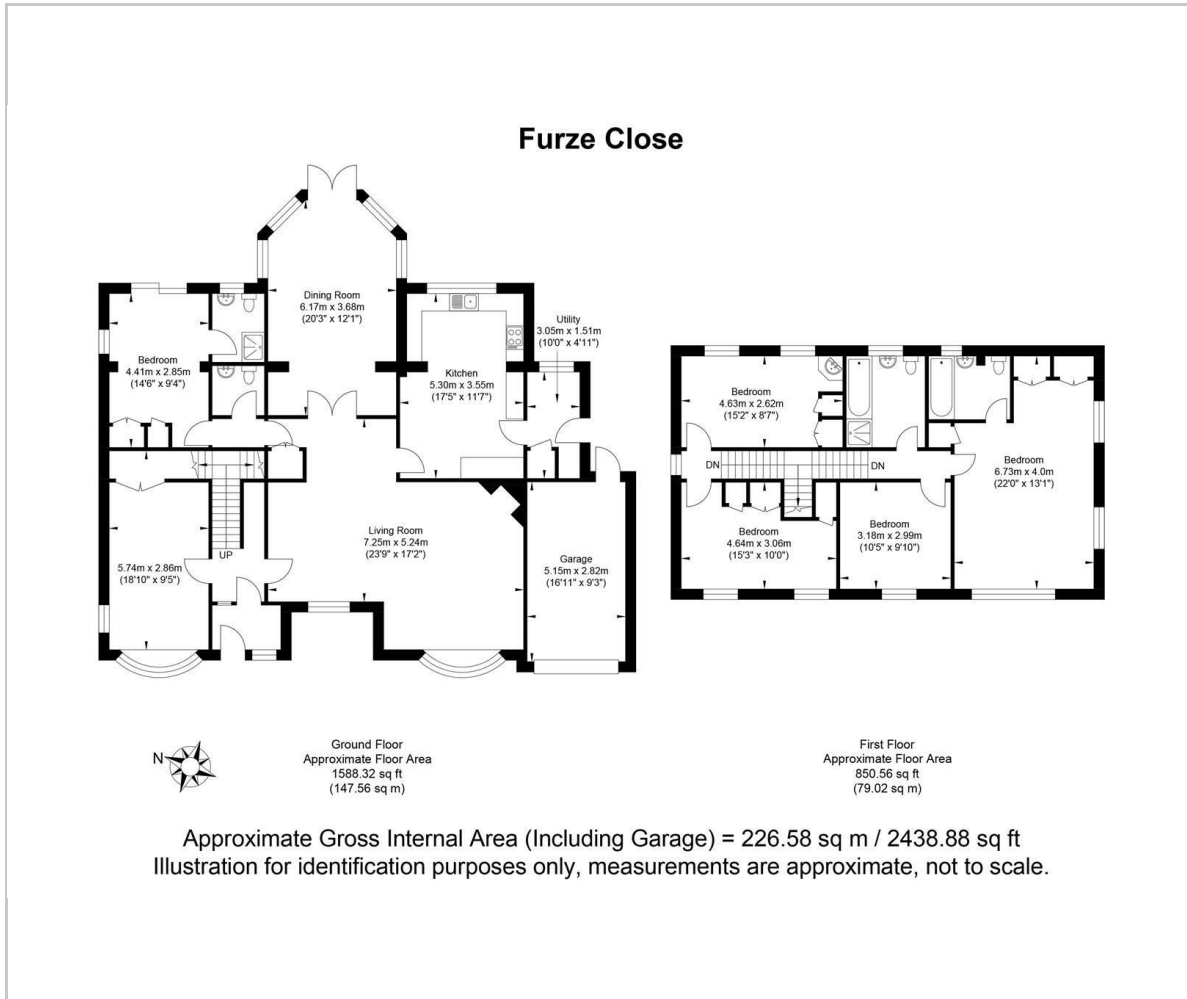 Furze Close
Dining Room
6.17m x 3.68m
(20'3" x 12'1")
Utility
3.05m x 1.51m
(10'0" x 4'11")
Bedroom
4.41m x 2.85m
(14'6" x 9'4")
Kitchen
5.30m x 3.55m
(17'5" x 11'7")
Living Room
7.25m x 5.24m
(23'9" x 17'2")
UP
5.74m x 2.86m
(18'10" x 9'5")
Garage
5.15m x 2.82m
(16'11" x 9'3")
Bedroom
4.63m x 2.62m
(15'2" x 8'7")
DN
DN
Bedroom
6.73m x 4.0m
(22'0" x 13'1")
Bedroom
4.64m x 3.06m
(15'3" x 10'0")
Bedroom
3.18m x 2.99m
(10'5" x 9'10")
N
Ground Floor
Approximate Floor Area
1588.32 sq ft
(147.56 sq m)
First Floor
Approximate Floor Area
850.56 sq ft
(79.02 sq m)
Approximate Gross Internal Area (Including Garage) = 226.58 sq m / 2438.88 sq ft
Illustration for identification purposes only, measurements are approximate, not to scale.